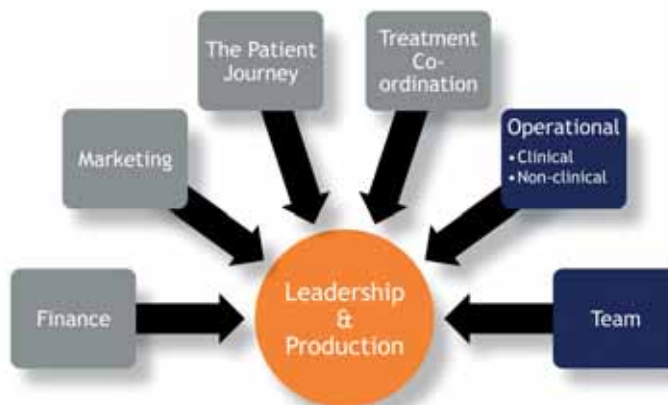 The Patient
Journey
Treatment
Co-
ordination
Marketing
Operational
•Clinical
•Non-clinical
Finance
Leadership
&
Production
Team